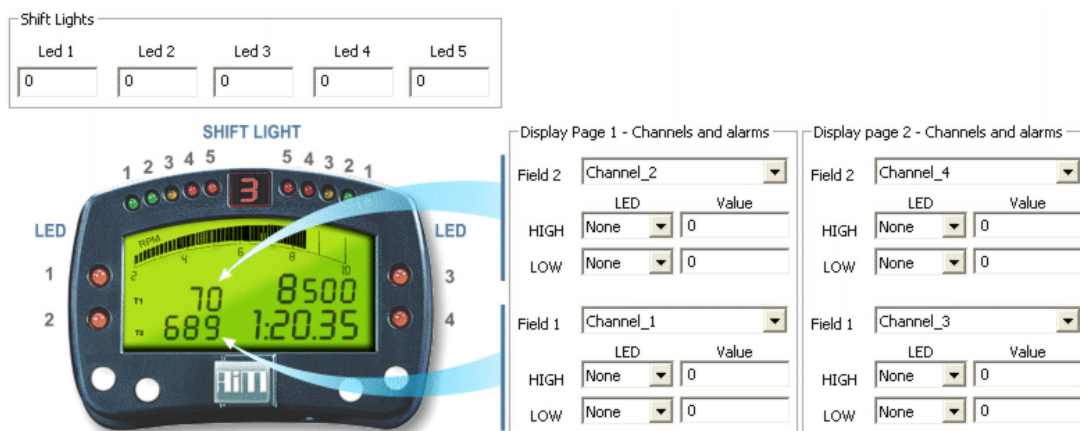 Shift Lights
Led 1 Led 2 Led 3 Led 4 Led 5
0 0 0 0 0
SHIFT LIGHT
1 2 3 4 5 5 4 3 2 1
3
LED LED
RPM
2 4 6 8 10
1 3
T1 70 8500
2 4
T2 689 1:20.35
AiM
Display Page 1 - Channels and alarms
Field 2 Channel_2
LED Value
HIGH None 0
LOW None 0
Field 1 Channel_1
LED Value
HIGH None 0
LOW None 0
Display page 2 - Channels and alarms
Field 2 Channel_4
LED Value
HIGH None 0
LOW None 0
Field 1 Channel_3
LED Value
HIGH None 0
LOW None 0